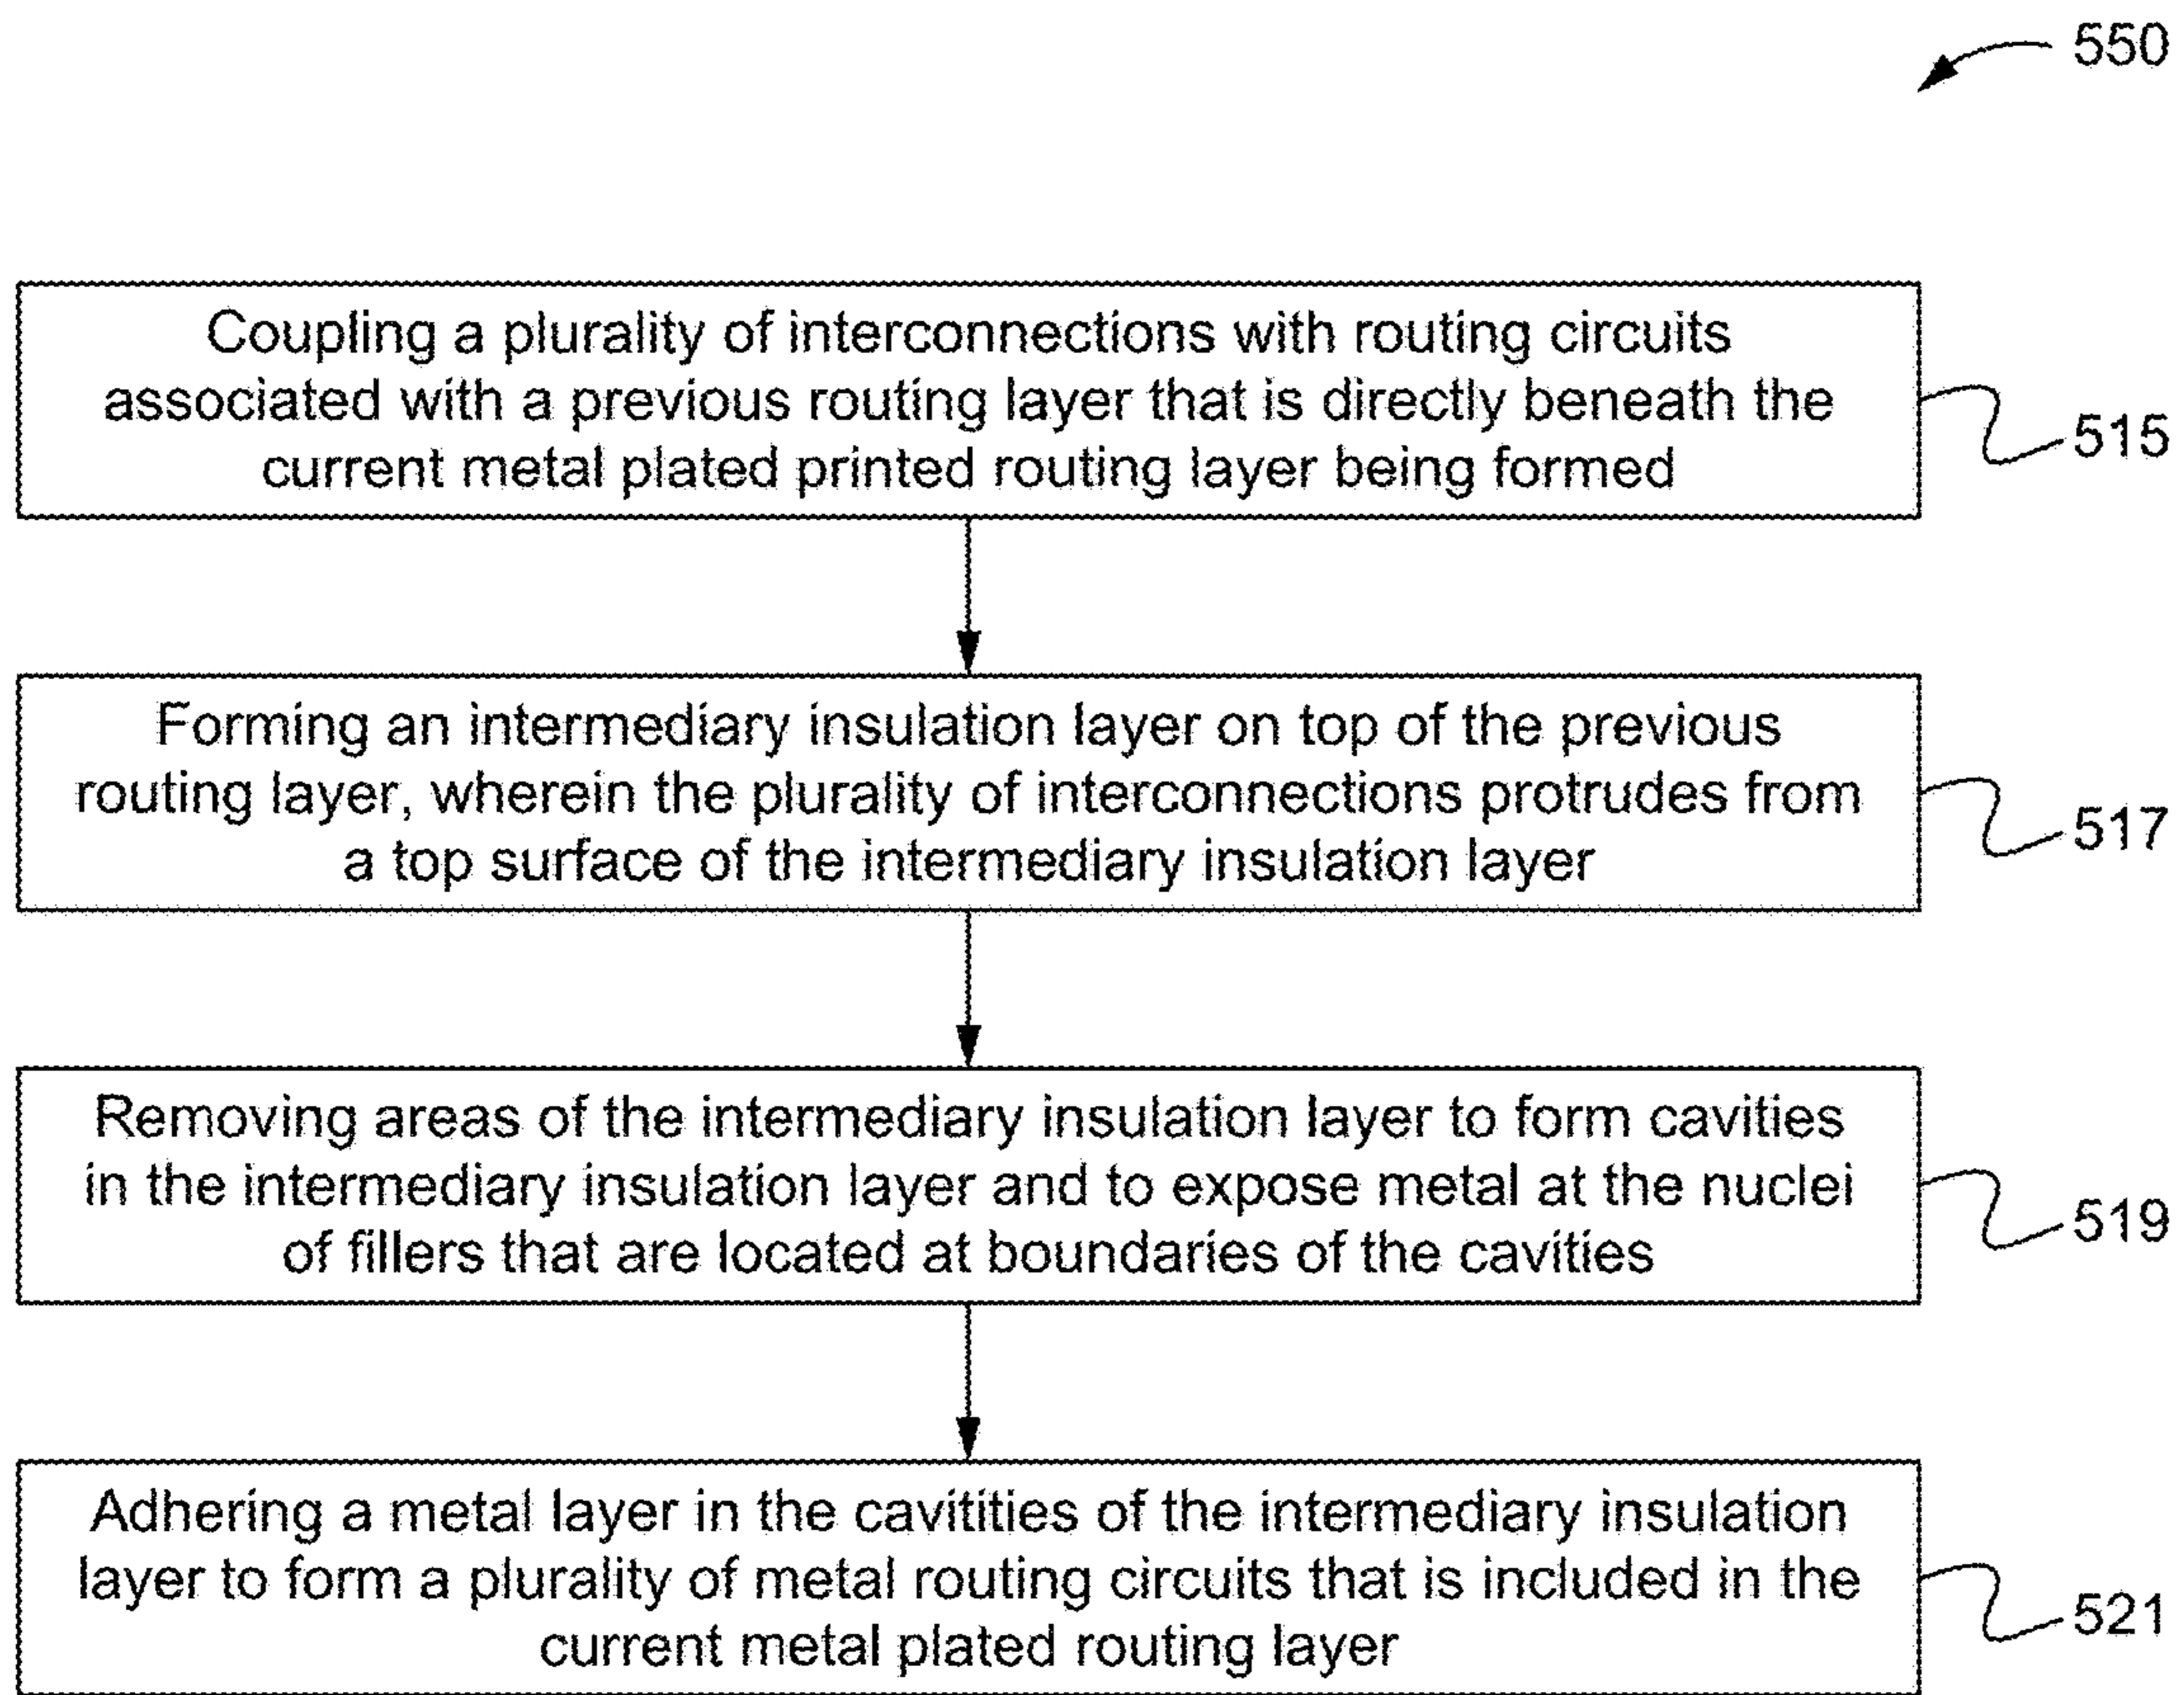 550
Coupling a plurality of interconnections with routing circuits
associated with a previous routing layer that is directly beneath the
current metal plated printed routing layer being formed
515
Forming an intermediary insulation layer on top of the previous
routing layer, wherein the plurality of interconnections protrudes from
a top surface of the intermediary insulation layer
517
Removing areas of the intermediary insulation layer to form cavities
in the intermediary insulation layer and to expose metal at the nuclei
of fillers that are located at boundaries of the cavities
519
Adhering a metal layer in the cavitities of the intermediary insulation
layer to form a plurality of metal routing circuits that is included in the
current metal plated routing layer
521